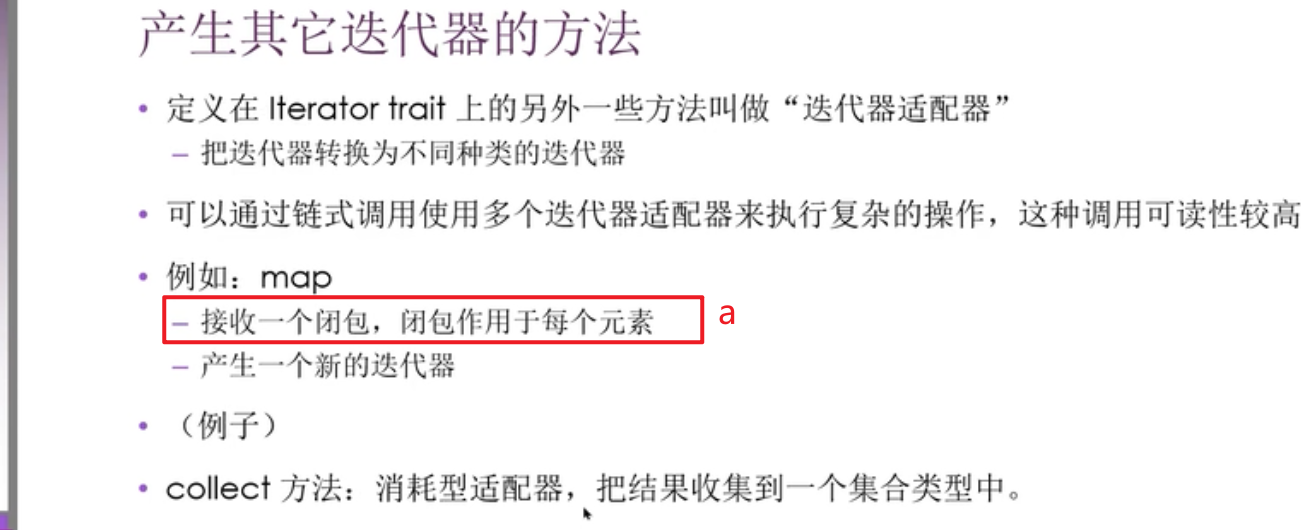 产生其它迭代器的方法
• 定义在 Iterator trait 上的另外一些方法叫做“迭代器适配器”
– 把迭代器转换为不同种类的迭代器
• 可以通过链式调用使用多个迭代器适配器来执行复杂的操作，这种调用可读性较高
• 例如：map
– 接收一个闭包，闭包作用于每个元素 a
– 产生一个新的迭代器
• （例子）
• collect 方法：消耗型适配器，把结果收集到一个集合类型中。